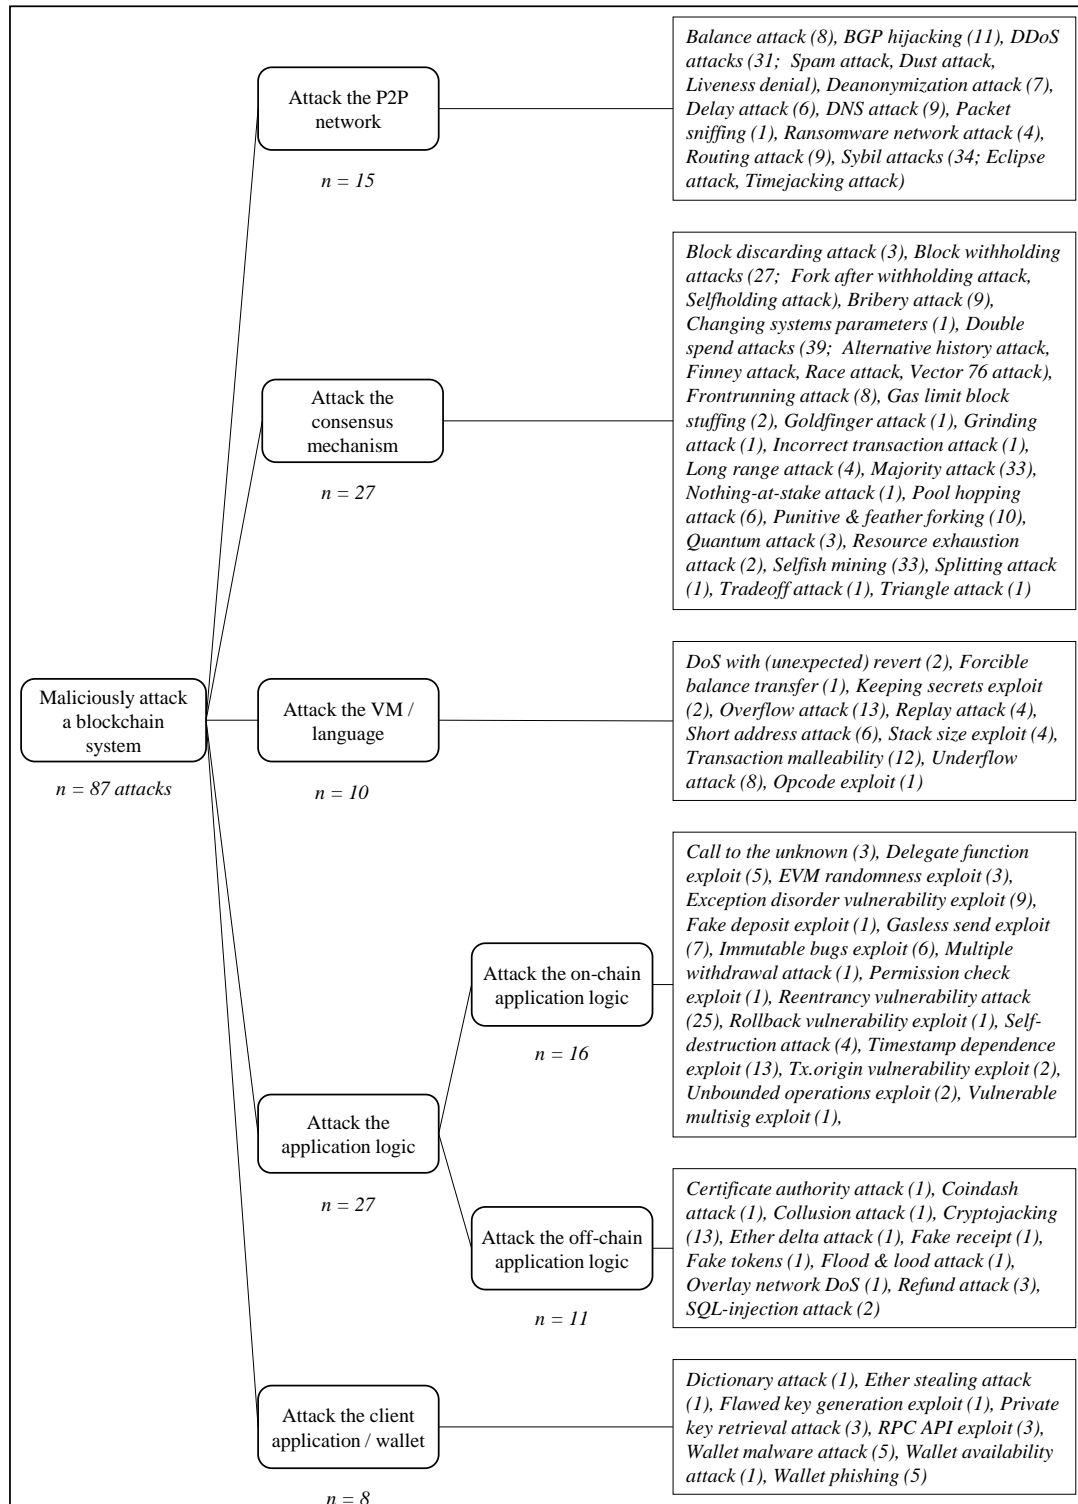 Maliciously attack
a blockchain
system
n = 87 attacks
Attack the P2P
network
n = 15
Balance attack (8), BGP hijacking (11), DDoS
attacks (31;  Spam attack, Dust attack,
Liveness denial), Deanonymization attack (7),
Delay attack (6), DNS attack (9), Packet
sniffing (1), Ransomware network attack (4),
Routing attack (9), Sybil attacks (34; Eclipse
attack, Timejacking attack)
Attack the
consensus
mechanism
n = 27
Block discarding attack (3), Block withholding
attacks (27;  Fork after withholding attack,
Selfholding attack), Bribery attack (9),
Changing systems parameters (1), Double
spend attacks (39;  Alternative history attack,
Finney attack, Race attack, Vector 76 attack),
Frontrunning attack (8), Gas limit block
stuffing (2), Goldfinger attack (1), Grinding
attack (1), Incorrect transaction attack (1),
Long range attack (4), Majority attack (33),
Nothing-at-stake attack (1), Pool hopping
attack (6), Punitive & feather forking (10),
Quantum attack (3), Resource exhaustion
attack (2), Selfish mining (33), Splitting attack
(1), Tradeoff attack (1), Triangle attack (1)
Attack the VM /
language
n = 10
DoS with (unexpected) revert (2), Forcible
balance transfer (1), Keeping secrets exploit
(2), Overflow attack (13), Replay attack (4),
Short address attack (6), Stack size exploit (4),
Transaction malleability (12), Underflow
attack (8), Opcode exploit (1)
Attack the
application logic
n = 27
Attack the on-chain
application logic
n = 16
Call to the unknown (3), Delegate function
exploit (5), EVM randomness exploit (3),
Exception disorder vulnerability exploit (9),
Fake deposit exploit (1), Gasless send exploit
(7), Immutable bugs exploit (6), Multiple
withdrawal attack (1), Permission check
exploit (1), Reentrancy vulnerability attack
(25), Rollback vulnerability exploit (1), Self-
destruction attack (4), Timestamp dependence
exploit (13), Tx.origin vulnerability exploit (2),
Unbounded operations exploit (2), Vulnerable
multisig exploit (1),
Attack the off-chain
application logic
n = 11
Certificate authority attack (1), Coindash
attack (1), Collusion attack (1), Cryptojacking
(13), Ether delta attack (1), Fake receipt (1),
Fake tokens (1), Flood & lood attack (1),
Overlay network DoS (1), Refund attack (3),
SQL-injection attack (2)
Attack the client
application / wallet
n = 8
Dictionary attack (1), Ether stealing attack
(1), Flawed key generation exploit (1), Private
key retrieval attack (3), RPC API exploit (3),
Wallet malware attack (5), Wallet availability
attack (1), Wallet phishing (5)